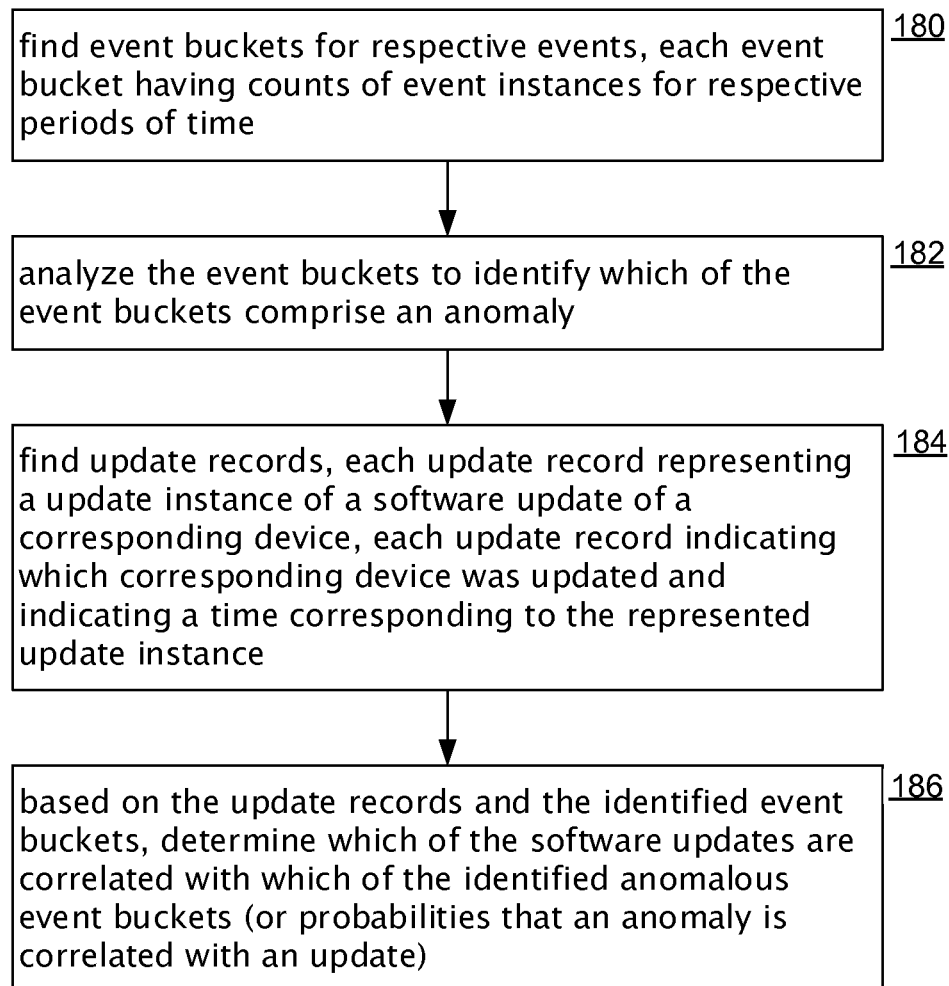 find event buckets for respective events, each event
bucket having counts of event instances for respective
periods of time
180
analyze the event buckets to identify which of the
event buckets comprise an anomaly
182
find update records, each update record representing
a update instance of a software update of a
corresponding device, each update record indicating
which corresponding device was updated and
indicating a time corresponding to the represented
update instance
184
based on the update records and the identified event
buckets, determine which of the software updates are
correlated with which of the identified anomalous
event buckets (or probabilities that an anomaly is
correlated with an update)
186